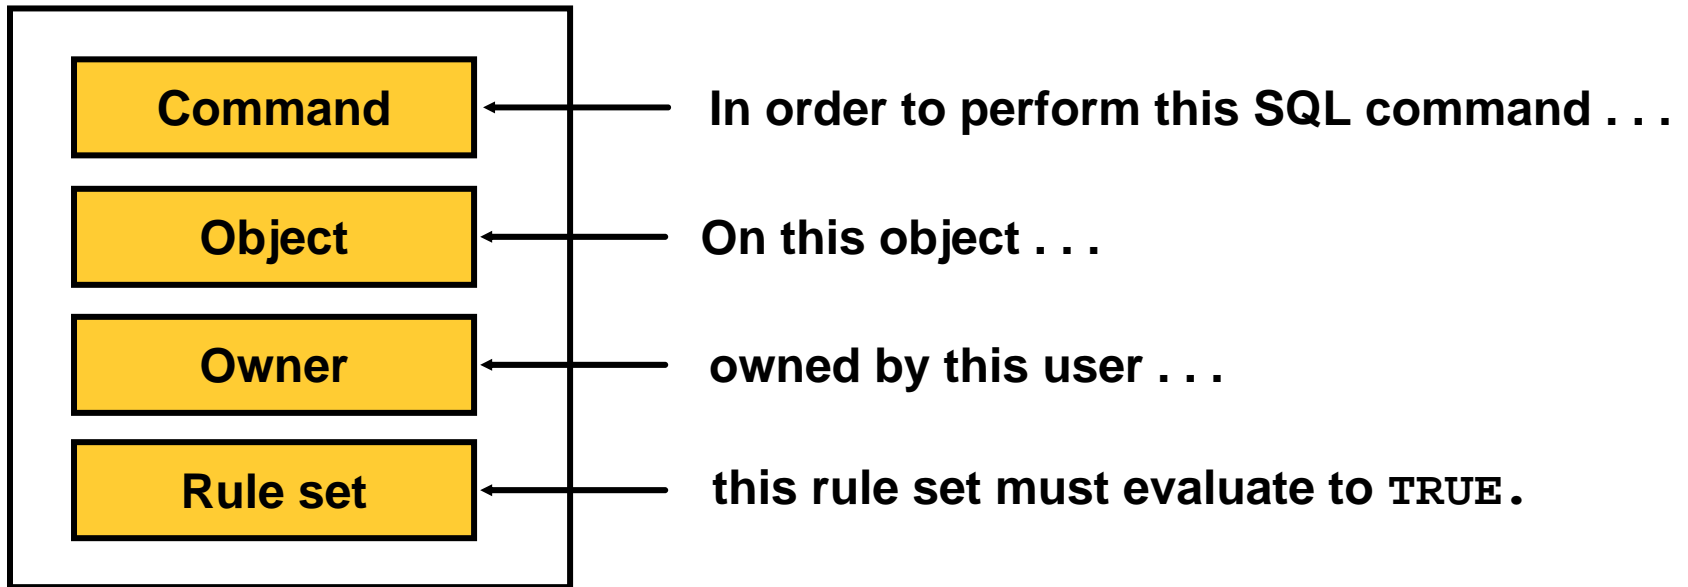 Command
In order to perform this SQL command . . .
Object
On this object . . .
Owner
owned by this user . . .
Rule set
this rule set must evaluate to TRUE.